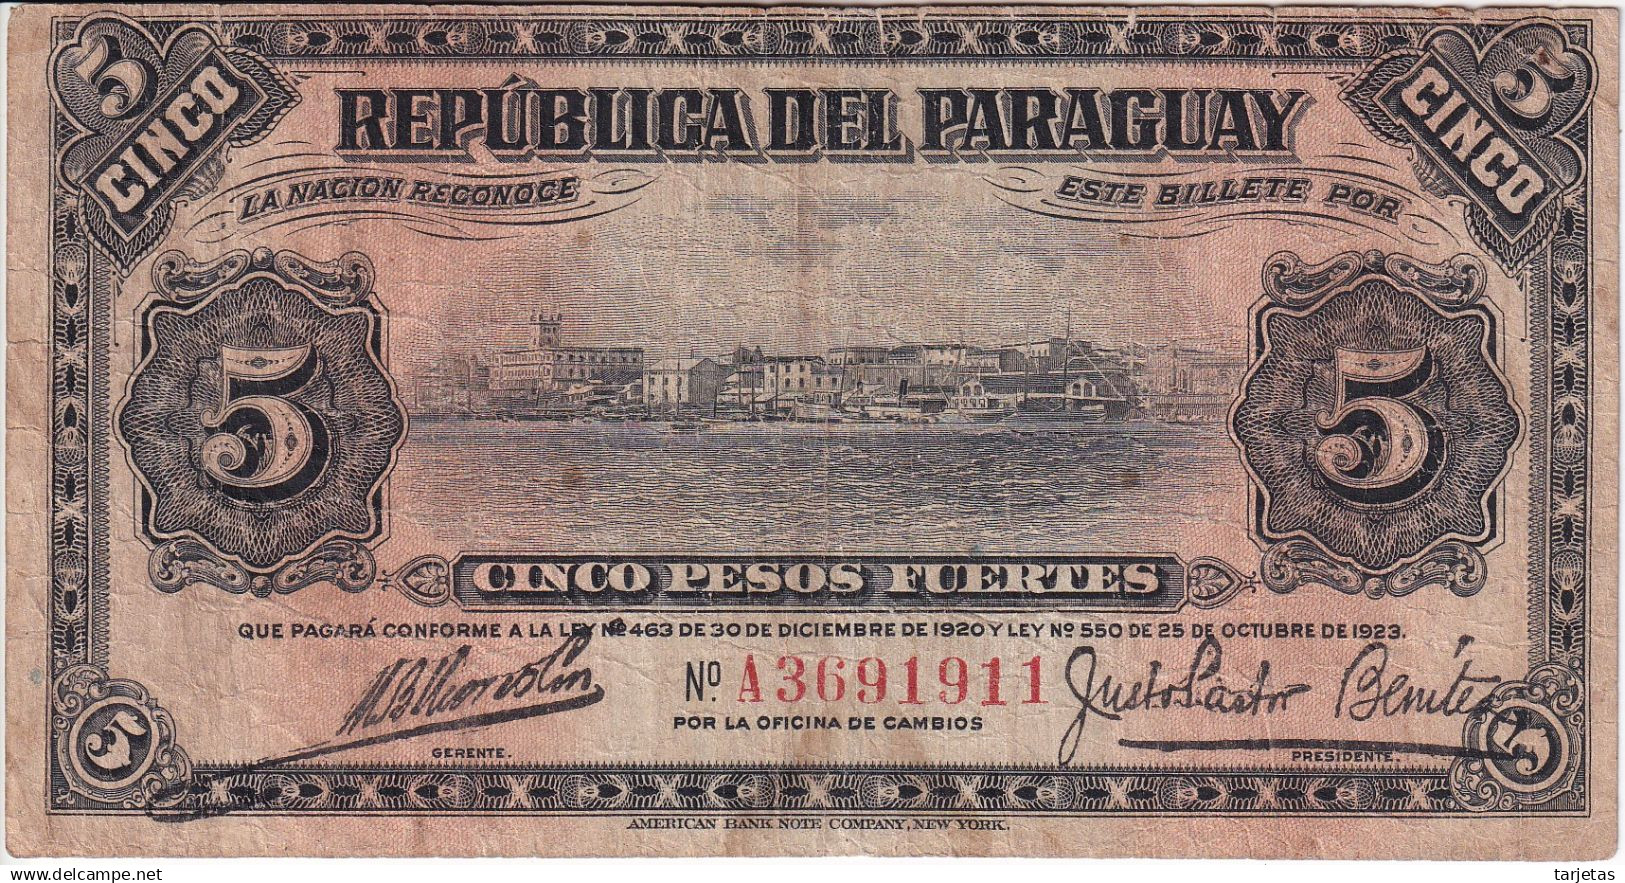 5 CINCO
5 CINCO
REPÚBLICA DEL PARAGUAY
LA NACION RECONOCE ESTE BILLETE POR
5 5
CINCO PESOS FUERTES
QUE PAGARÁ CONFORME A LA LEY Nº 463 DE 30 DE DICIEMBRE DE 1920 Y LEY Nº 550 DE 25 DE OCTUBRE DE 1923.
Nº A3691911
Justo Pastor Benítez
POR LA OFICINA DE CAMBIOS
GERENTE. PRESIDENTE.
5 5
AMERICAN BANK NOTE COMPANY, NEW YORK.
delcampe.net
tarjetas